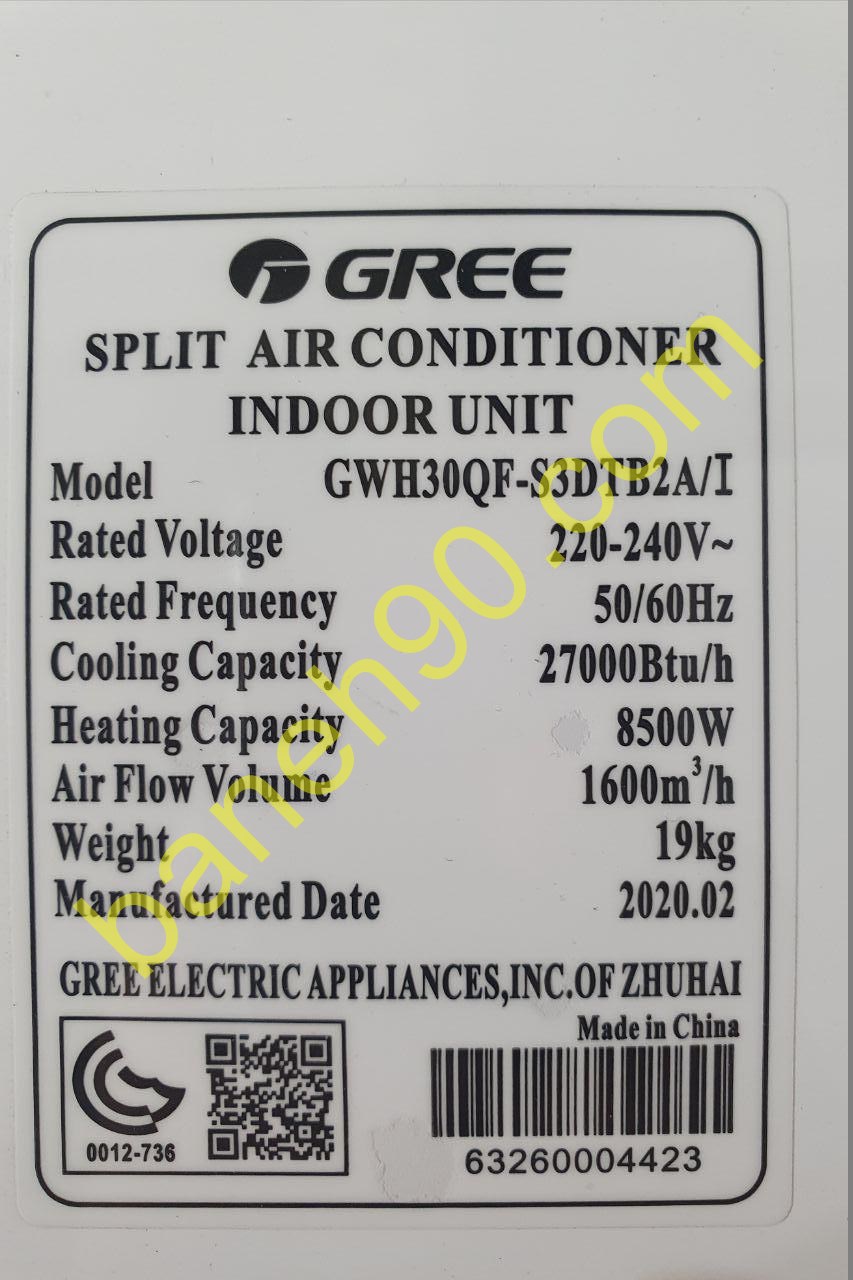 GREE
SPLIT AIR CONDITIONER
INDOOR UNIT
Model GWH30QF-S3DTB2A/I
Rated Voltage 220-240V~
Rated Frequency 50/60Hz
Cooling Capacity 27000Btu/h
Heating Capacity 8500W
Air Flow Volume 1600m³/h
Weight 19kg
Manufactured Date 2020.02
GREE ELECTRIC APPLIANCES,INC.OF ZHUHAI
Made in China
0012-736
63260004423
baneh90.com